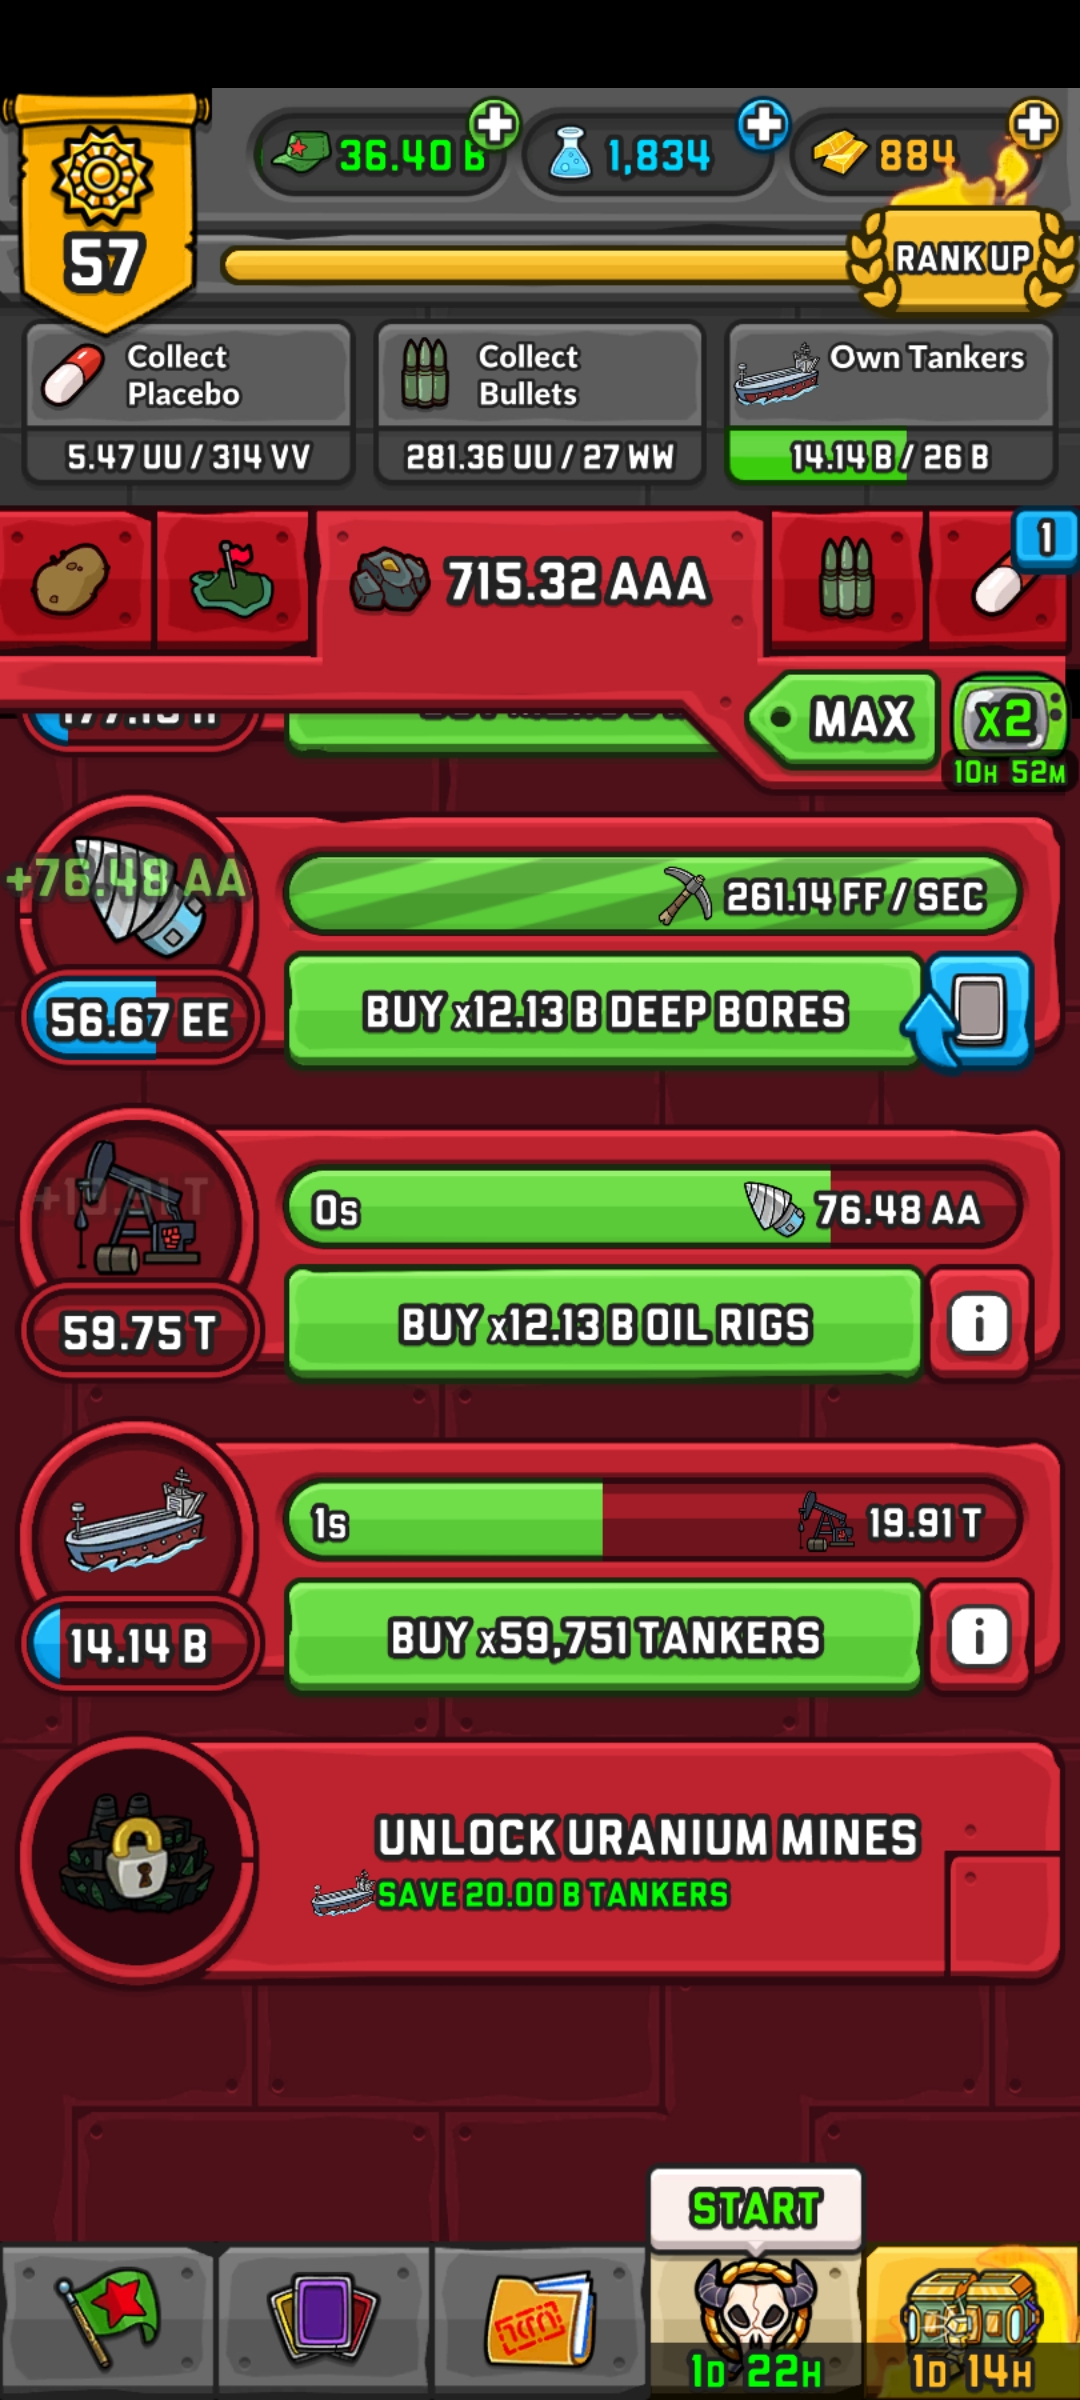 36.40 B
1,834
884
57
RANK UP
Collect
Placebo
5.47 UU / 314 VV
Collect
Bullets
281.36 UU / 27 WW
Own Tankers
14.14 B / 26 B
715.32 AAA
1
MAX
x2
10H 52M
+76.48 AA
261.14 FF / SEC
56.67 EE
BUY x12.13 B DEEP BORES
0s
76.48 AA
59.75 T
BUY x12.13 B OIL RIGS
i
1s
19.91 T
14.14 B
BUY x59,751 TANKERS
i
UNLOCK URANIUM MINES
SAVE 20.00 B TANKERS
START
1D 22H
1D 14H